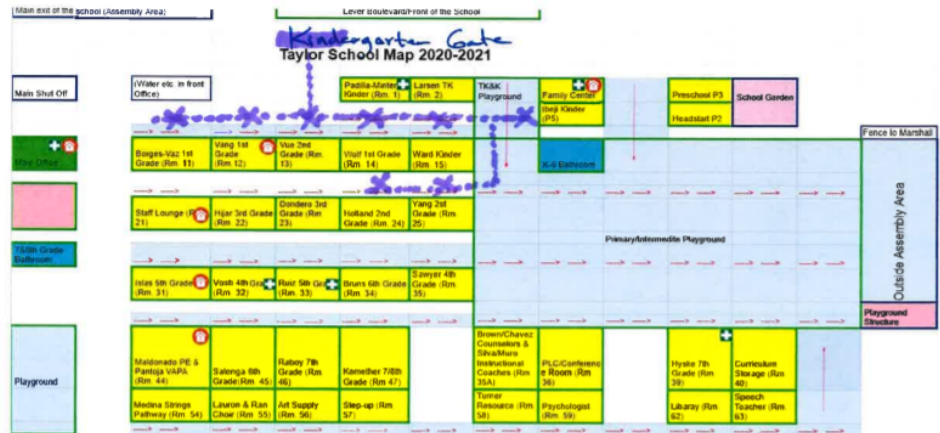 Main exit of the school (Assembly Area)
Lever Boulevard/Front of the School
Kindergarten Gate
Taylor School Map 2020-2021
Main Shut Off
(Water etc. in front
Office)
Padilla-Minter
Kinder (Rm. 1)
Larsen TK
(Rm. 2)
TK&K
Playground
Family Center
Ibeji Kinder
(P5)
Preschool P3
Headstart P2
School Garden
Fence to Marshall
Main Office
Borges-Vaz 1st
Grade (Rm. 11)
Vang 1st
Grade
(Rm.12)
Vue 2nd
Grade (Rm.
13)
Wolf 1st Grade
(Rm. 14)
Ward Kinder
(Rm. 15)
K-6 Bathroom
Staff Lounge (R
21)
Hijar 3rd Grade
(Rm. 22)
Dondero 3rd
Grade (Rm.
23)
Holland 2nd
Grade (Rm. 24)
Yang 2st
Grade (Rm.
25)
Primary/Intermedite Playground
Outside Assembly Area
7&8th Grade
Bathroom
Islas 5th Grade
(Rm. 31)
Vosh 4th Gra
(Rm. 32)
Ruiz 5th Gr
(Rm. 33)
Bruns 6th Grade
(Rm. 34)
Sawyer 4th
Grade (Rm.
35)
Playground
Structure
Playground
Maldonado PE &
Pantoja VAPA
(Rm. 44)
Salenga 6th
Grade(Rm. 45)
Raboy 7th
Grade (Rm.
46)
Kemether 7/8th
Grade (Rm 47)
Brown/Chavez
Counselors &
Silva/Muro
Instructional
Coaches (Rm.
35A)
PLC/Conferenc
e Room (Rm
36)
Hyske 7th
Grade (Rm.
39)
Curriculum
Storage (Rm.
40)
Medina Strings
Pathway (Rm. 54)
Lauron & Ran
Choir (Rm. 55)
Art Supply
(Rm. 56)
Step-up (Rm.
57)
Turner
Resource (Rm.
58)
Psychologist
(Rm. 59)
Libaray (Rm.
62)
Speech
Teacher (Rm.
63)